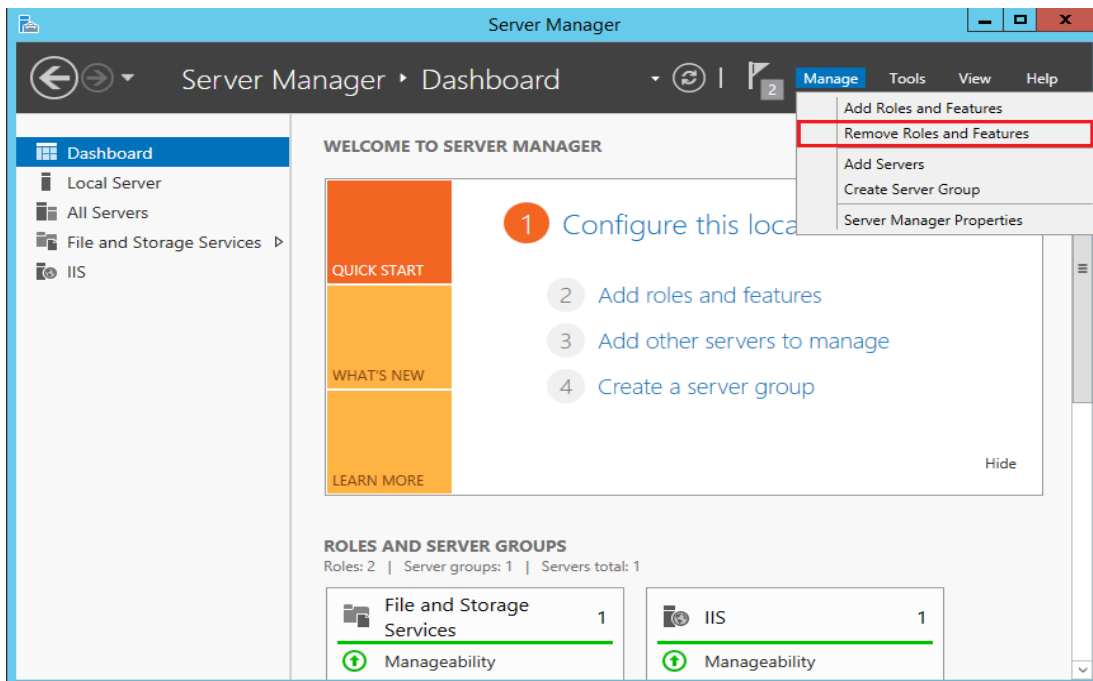 Server Manager
Server Manager ‣ Dashboard
2
Manage Tools View Help
Add Roles and Features
Remove Roles and Features
Add Servers
Create Server Group
Server Manager Properties
Dashboard
Local Server
All Servers
File and Storage Services
IIS
WELCOME TO SERVER MANAGER
QUICK START
WHAT'S NEW
LEARN MORE
1 Configure this loca
2 Add roles and features
3 Add other servers to manage
4 Create a server group
Hide
ROLES AND SERVER GROUPS
Roles: 2 | Server groups: 1 | Servers total: 1
File and Storage
Services
1
Manageability
IIS 1
Manageability